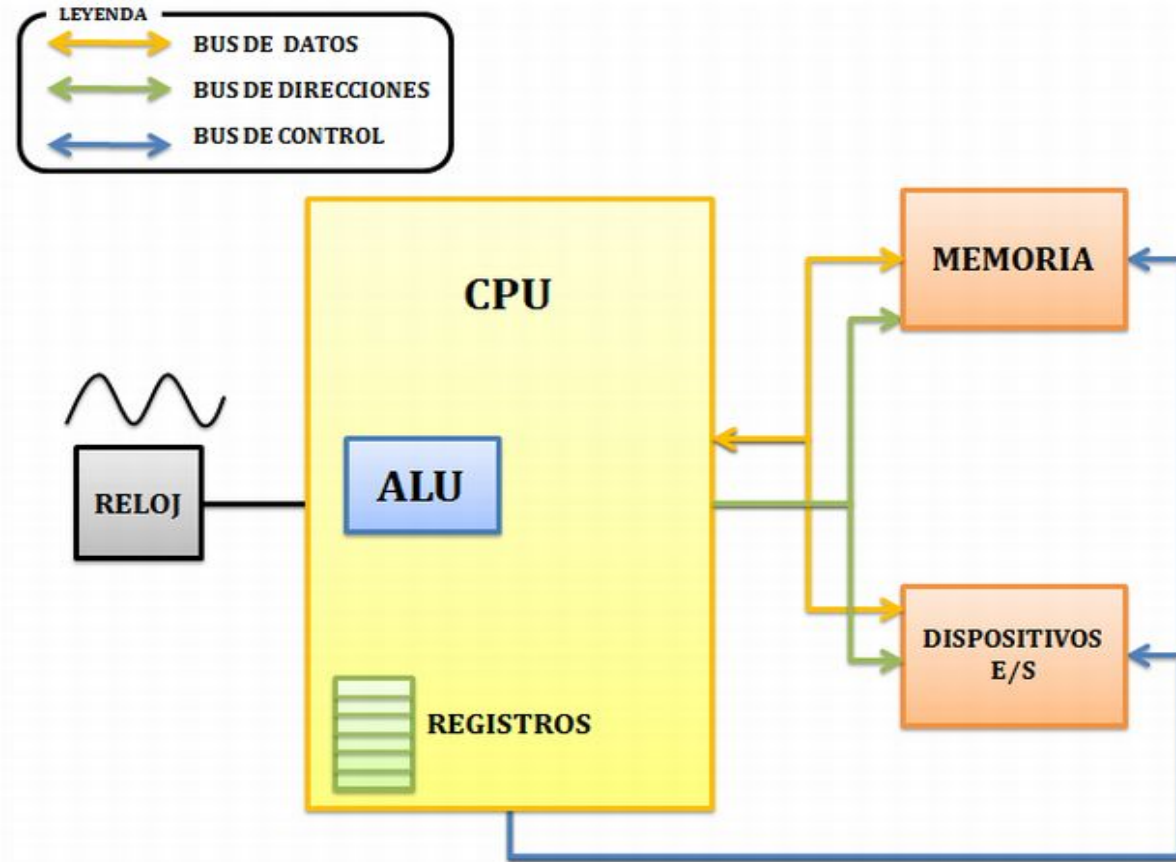 LEYENDA
BUS DE DATOS
BUS DE DIRECCIONES
BUS DE CONTROL
CPU
MEMORIA
ALU
RELOJ
DISPOSITIVOS
E/S
REGISTROS